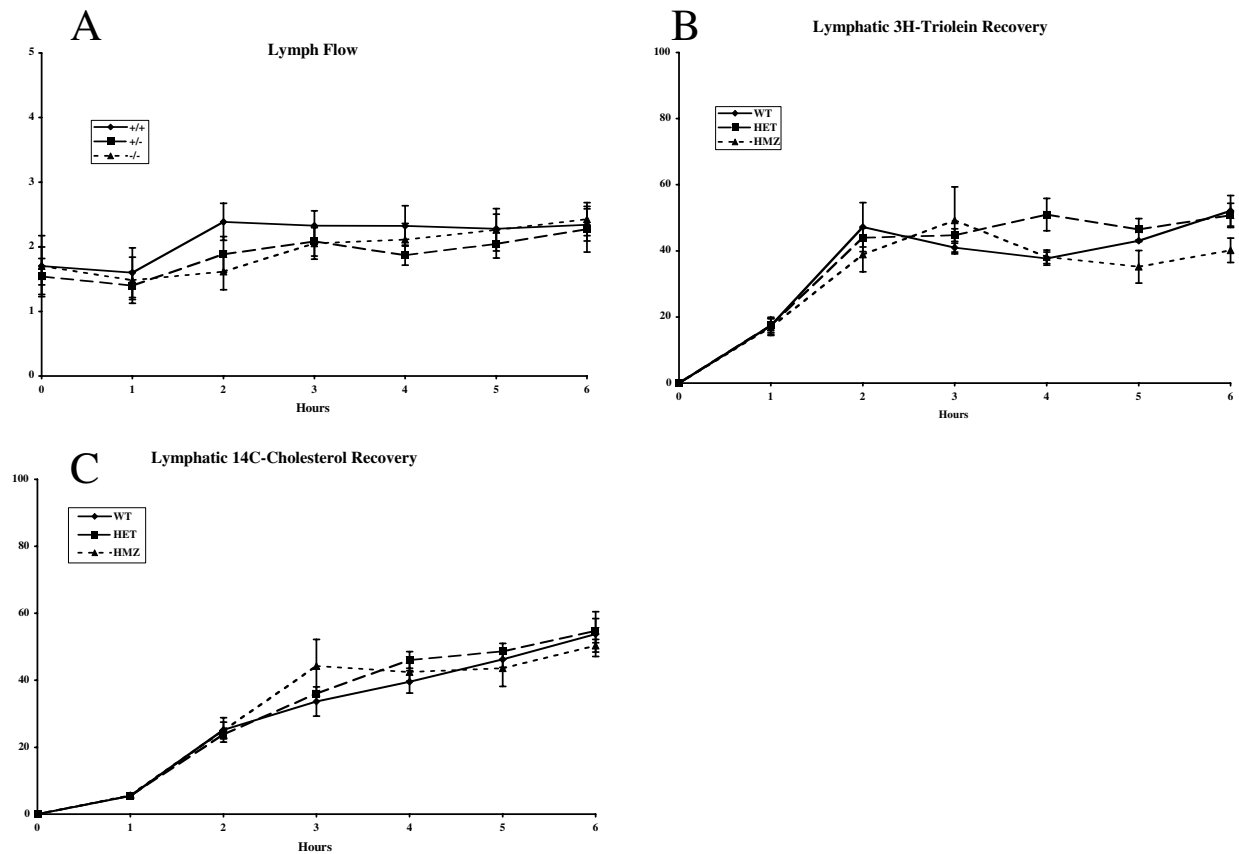 A
Lymph Flow
5
4
3
2
1
0
+/+
+/-
-/-
0 1 2 3 4 5 6
Hours
B
Lymphatic 3H-Triolein Recovery
100
80
60
40
20
0
WT
HET
HMZ
0 1 2 3 4 5 6
Hours
C
Lymphatic 14C-Cholesterol Recovery
100
80
60
40
20
0
WT
HET
HMZ
0 1 2 3 4 5 6
Hours